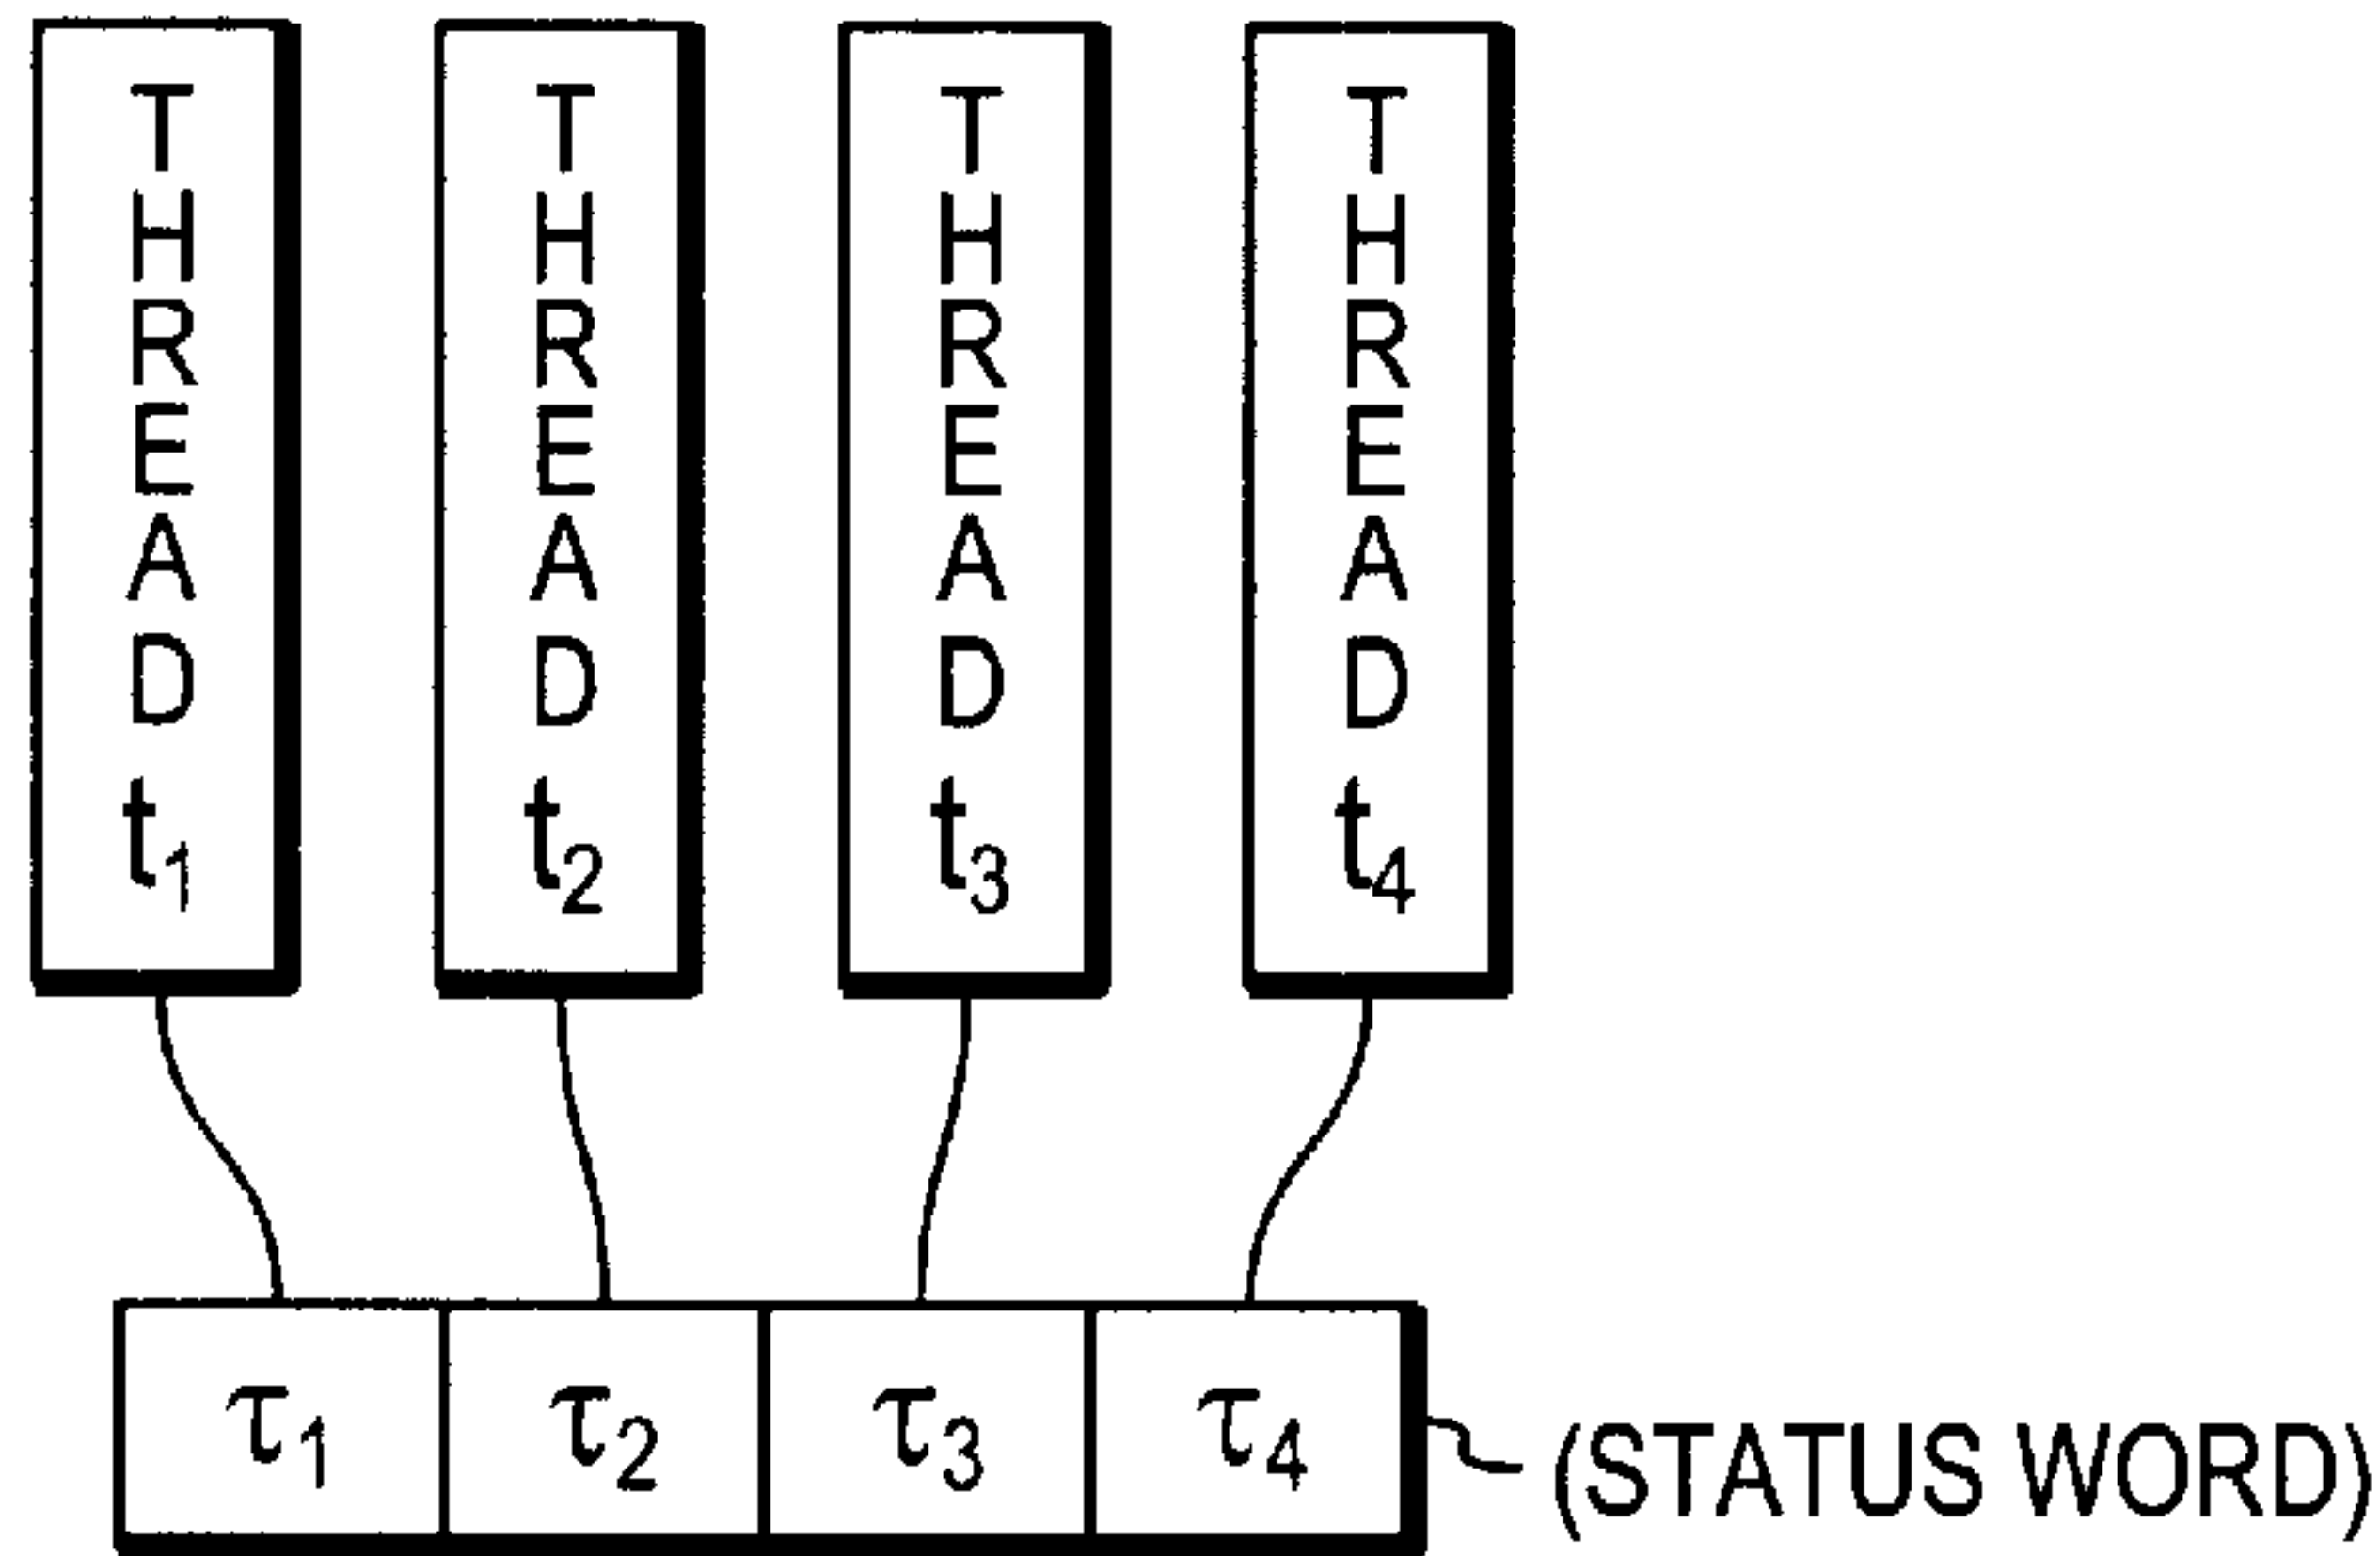 THREAD t₁
THREAD t₂
THREAD t₃
THREAD t₄
τ₁ τ₂ τ₃ τ₄
(STATUS WORD)